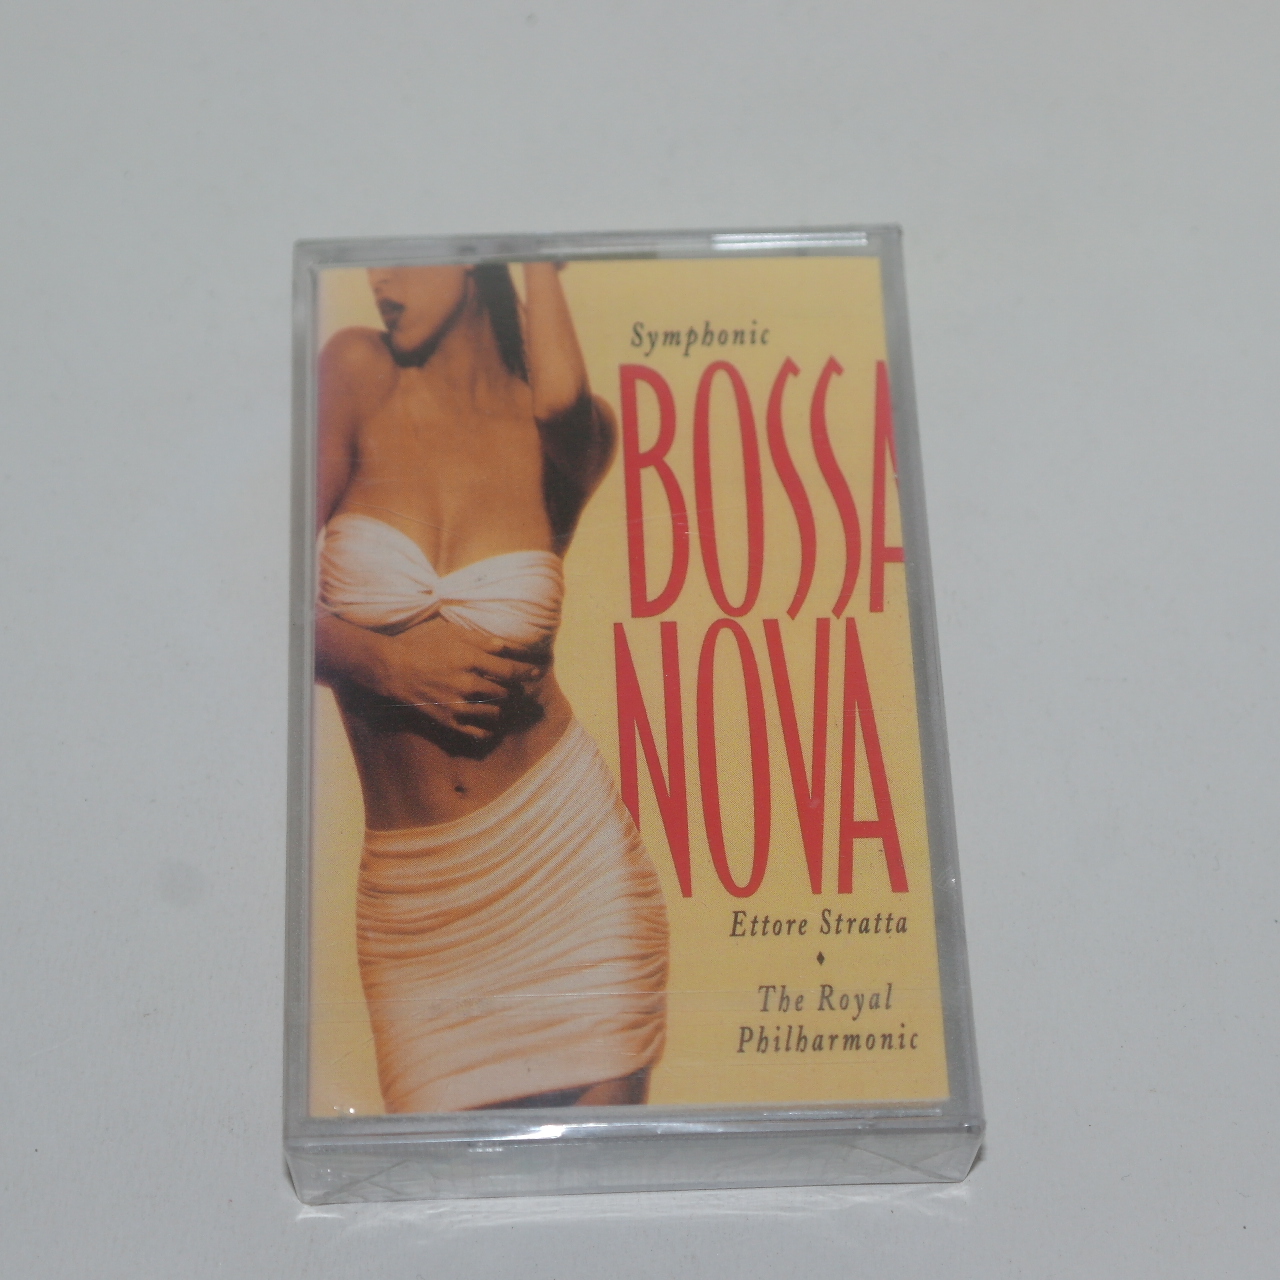 Symphonic
BOSSA
NOVA
Ettore Stratta
The Royal
Philharmonic